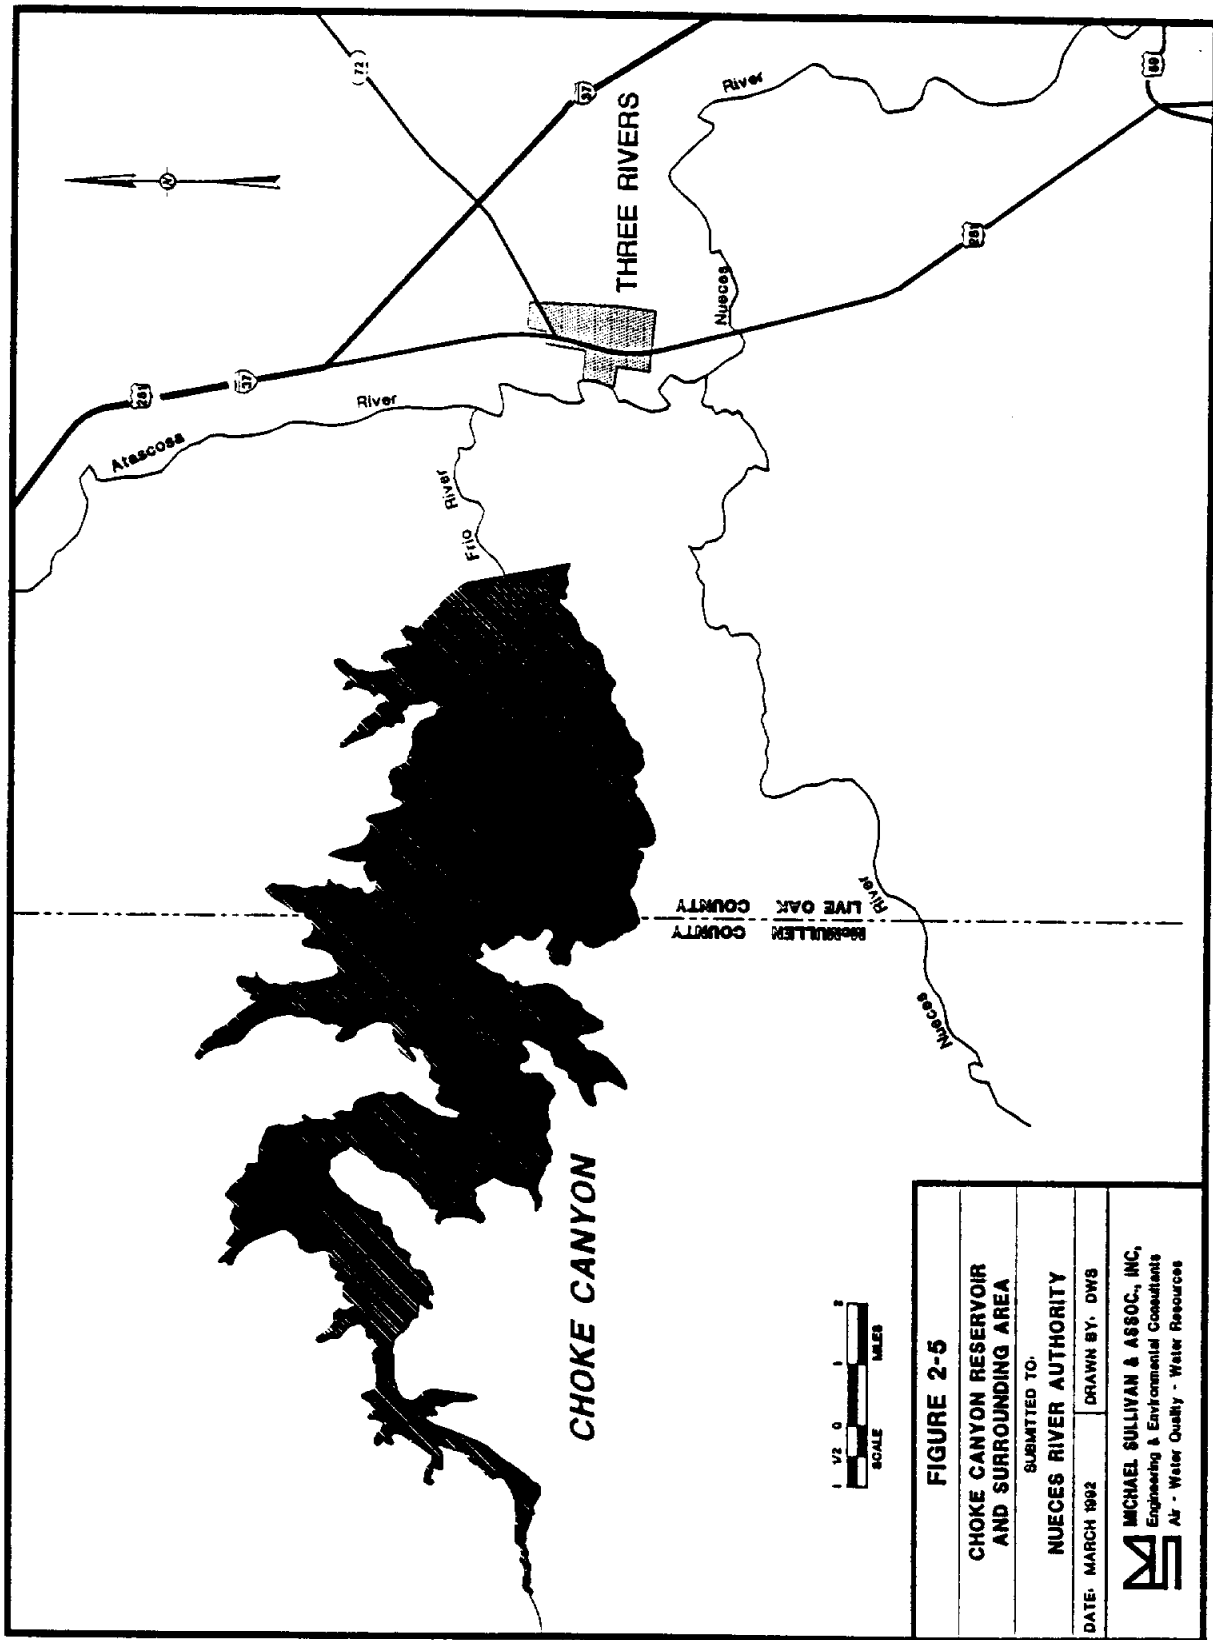 72
37
River
59
THREE RIVERS
281
Nueces
281
37
River
Atascosa
River
Frio
LIVE OAK COUNTY
McMULLEN COUNTY
River
Nueces
CHOKE CANYON
1 1/2 0 1 2
SCALE MILES
N
FIGURE 2-5
CHOKE CANYON RESERVOIR
AND SURROUNDING AREA
SUBMITTED TO:
NUECES RIVER AUTHORITY
DATE: MARCH 1992 DRAWN BY: DWS
MICHAEL SULLIVAN & ASSOC., INC,
Engineering & Environmental Consultants
Air - Water Quality - Water Resources